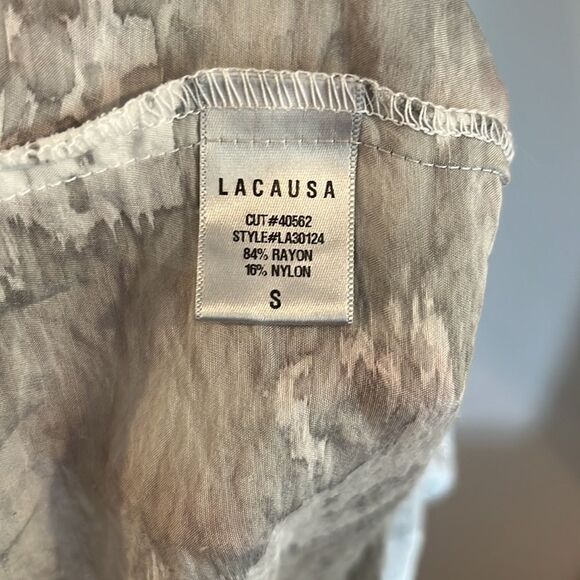 LACAUSA
CUT#40562
STYLE#LA30124
84% RAYON
16% NYLON
S